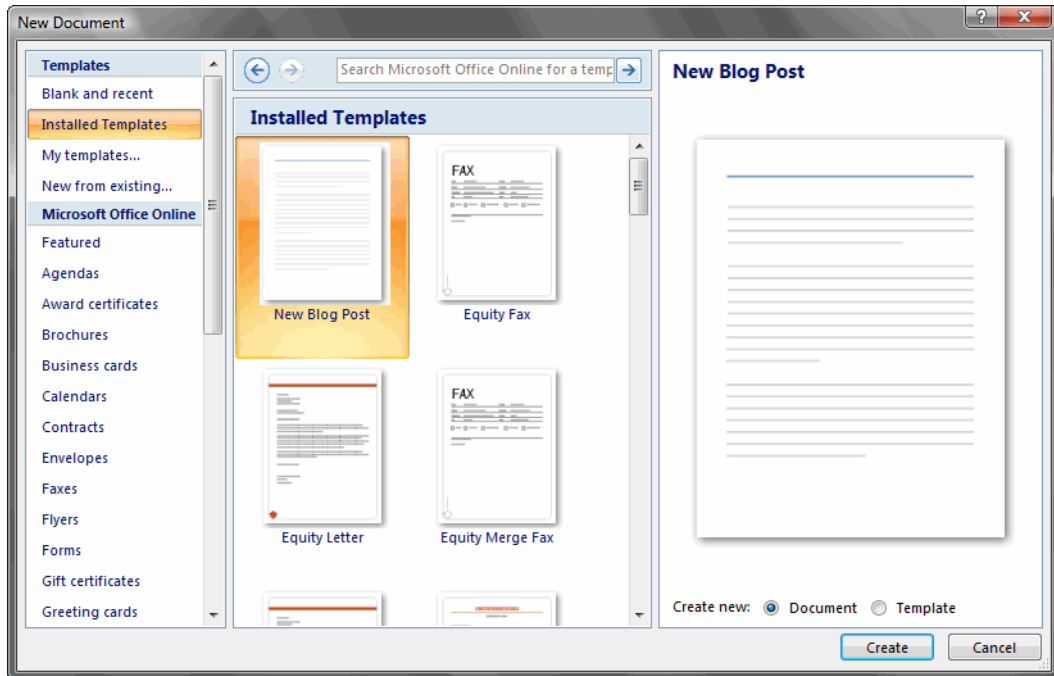 New Document
Templates
Blank and recent
Installed Templates
My templates...
New from existing...
Microsoft Office Online
Featured
Agendas
Award certificates
Brochures
Business cards
Calendars
Contracts
Envelopes
Faxes
Flyers
Forms
Gift certificates
Greeting cards
Search Microsoft Office Online for a temp
Installed Templates
FAX
New Blog Post
Equity Fax
FAX
Equity Letter
Equity Merge Fax
New Blog Post
Create new: Document Template
Create Cancel